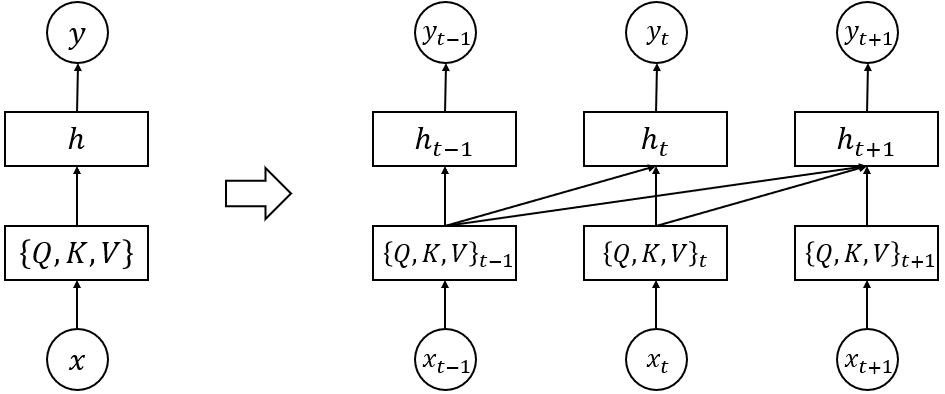 y y_{t−1} y_t y_{t+1}
h h_{t−1} h_t h_{t+1}
{Q, K, V} {Q, K, V}_{t−1} {Q, K, V}_t {Q, K, V}_{t+1}
x x_{t−1} x_t x_{t+1}